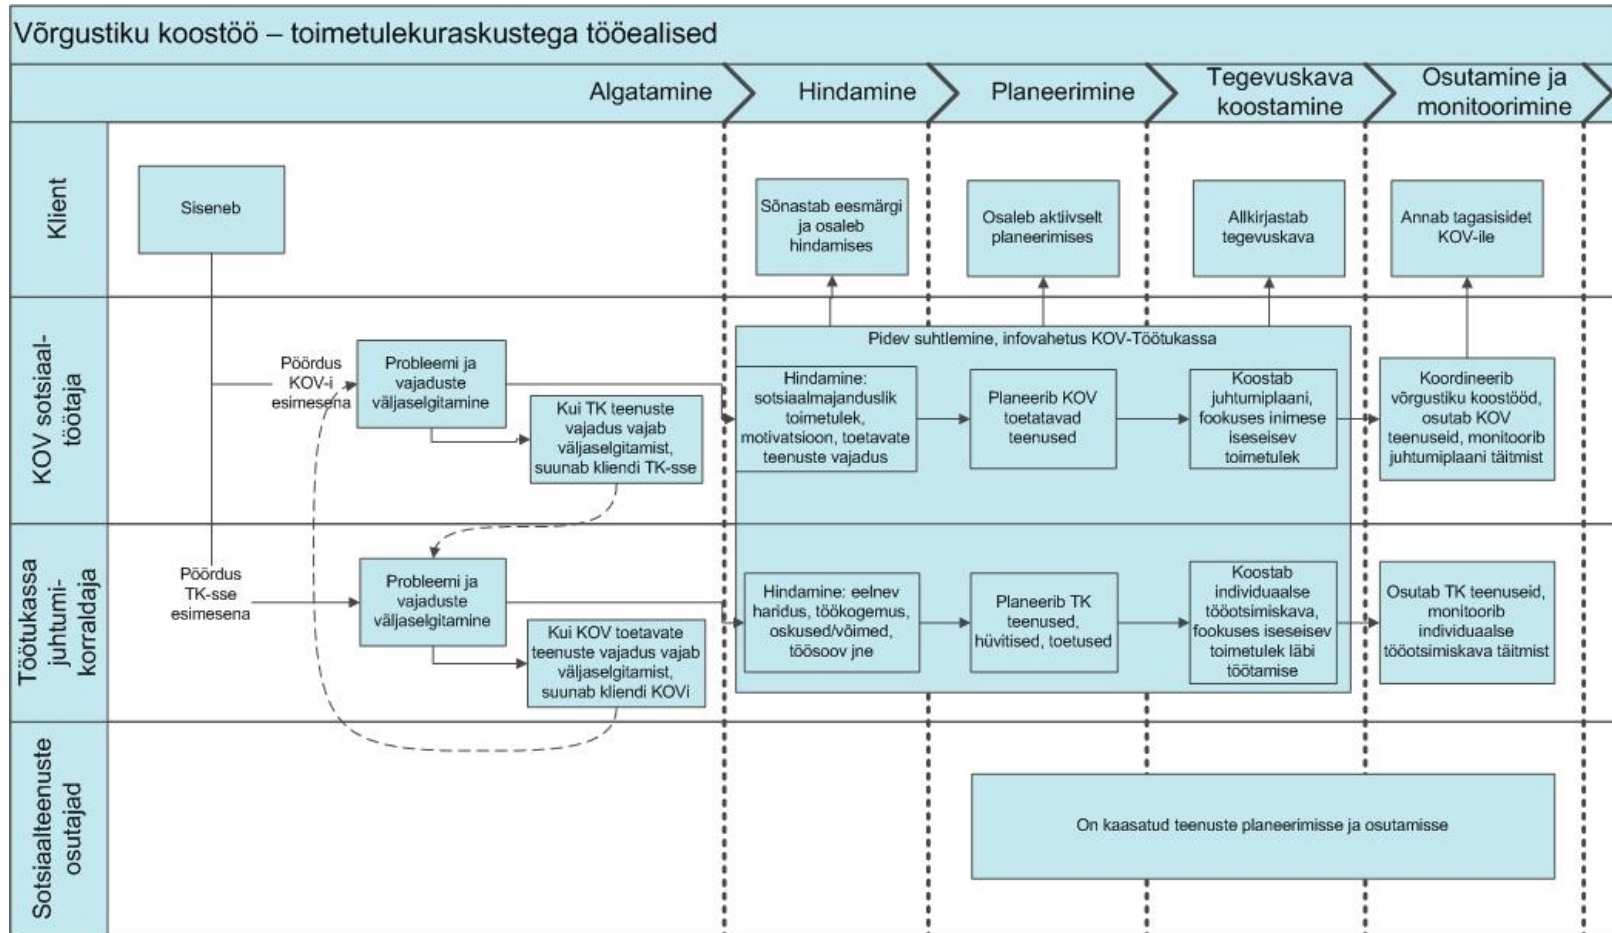 Võrgustiku koostöö – toimetulekuraskustega tööealised
Algatamine
Hindamine
Planeerimine
Tegevuskava
koostamine
Osutamine ja
monitoorimine
Klient
Siseneb
Sõnastab eesmärgi
ja osaleb
hindamises
Osaleb aktiivselt
planeerimises
Allkirjastab
tegevuskava
Annab tagasisidet
KOV-ile
KOV sotsiaal-
töötaja
Pöördus
KOV-i
esimesena
Probleemi ja
vajaduste
väljaselgitamine
Kui TK teenuste
vajadus vajab
väljaselgitamist,
suunab kliendi TK-sse
Pidev suhtlemine, infovahetus KOV-Töötukassa
Hindamine:
sotsiaalmajanduslik
toimetulek,
motivatsioon, toetavate
teenuste vajadus
Planeerib KOV
toetatavad
teenused
Koostab
juhtumiplaani,
fookuses inimese
iseseisev
toimetulek
Koordineerib
võrgustiku koostööd,
osutab KOV
teenuseid, monitoorib
juhtumiplaani täitmist
Töötukassa
juhtumi-
korraldaja
Pöördus
TK-sse
esimesena
Probleemi ja
vajaduste
väljaselgitamine
Kui KOV toetavate
teenuste vajadus vajab
väljaselgitamist,
suunab kliendi KOVi
Hindamine: eelnev
haridus, töökogemus,
oskused/võimed,
töösoov jne
Planeerib TK
teenused,
hüvitised, toetused
Koostab
individuaalse
tööotsimiskava,
fookuses iseseisev
toimetulek läbi
töötamise
Osutab TK teenuseid,
monitoorib
individuaalse
tööotsimiskava täitmist
Sotsiaalteenuste
osutajad
On kaasatud teenuste planeerimisse ja osutamisse